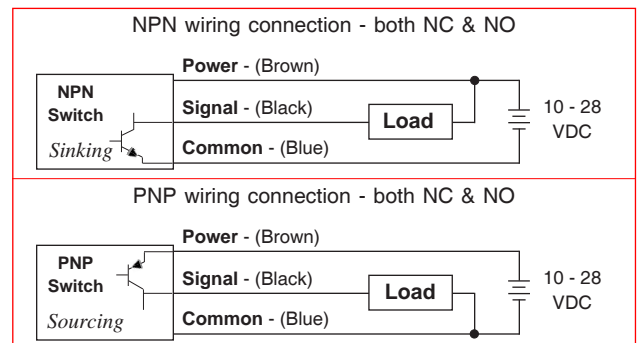 NPN wiring connection - both NC & NO
Power - (Brown)
NPN
Switch
Signal - (Black)
Load
10 - 28
VDC
Sinking
Common - (Blue)
PNP wiring connection - both NC & NO
Power - (Brown)
PNP
Switch
Signal - (Black)
Load
10 - 28
VDC
Sourcing
Common - (Blue)